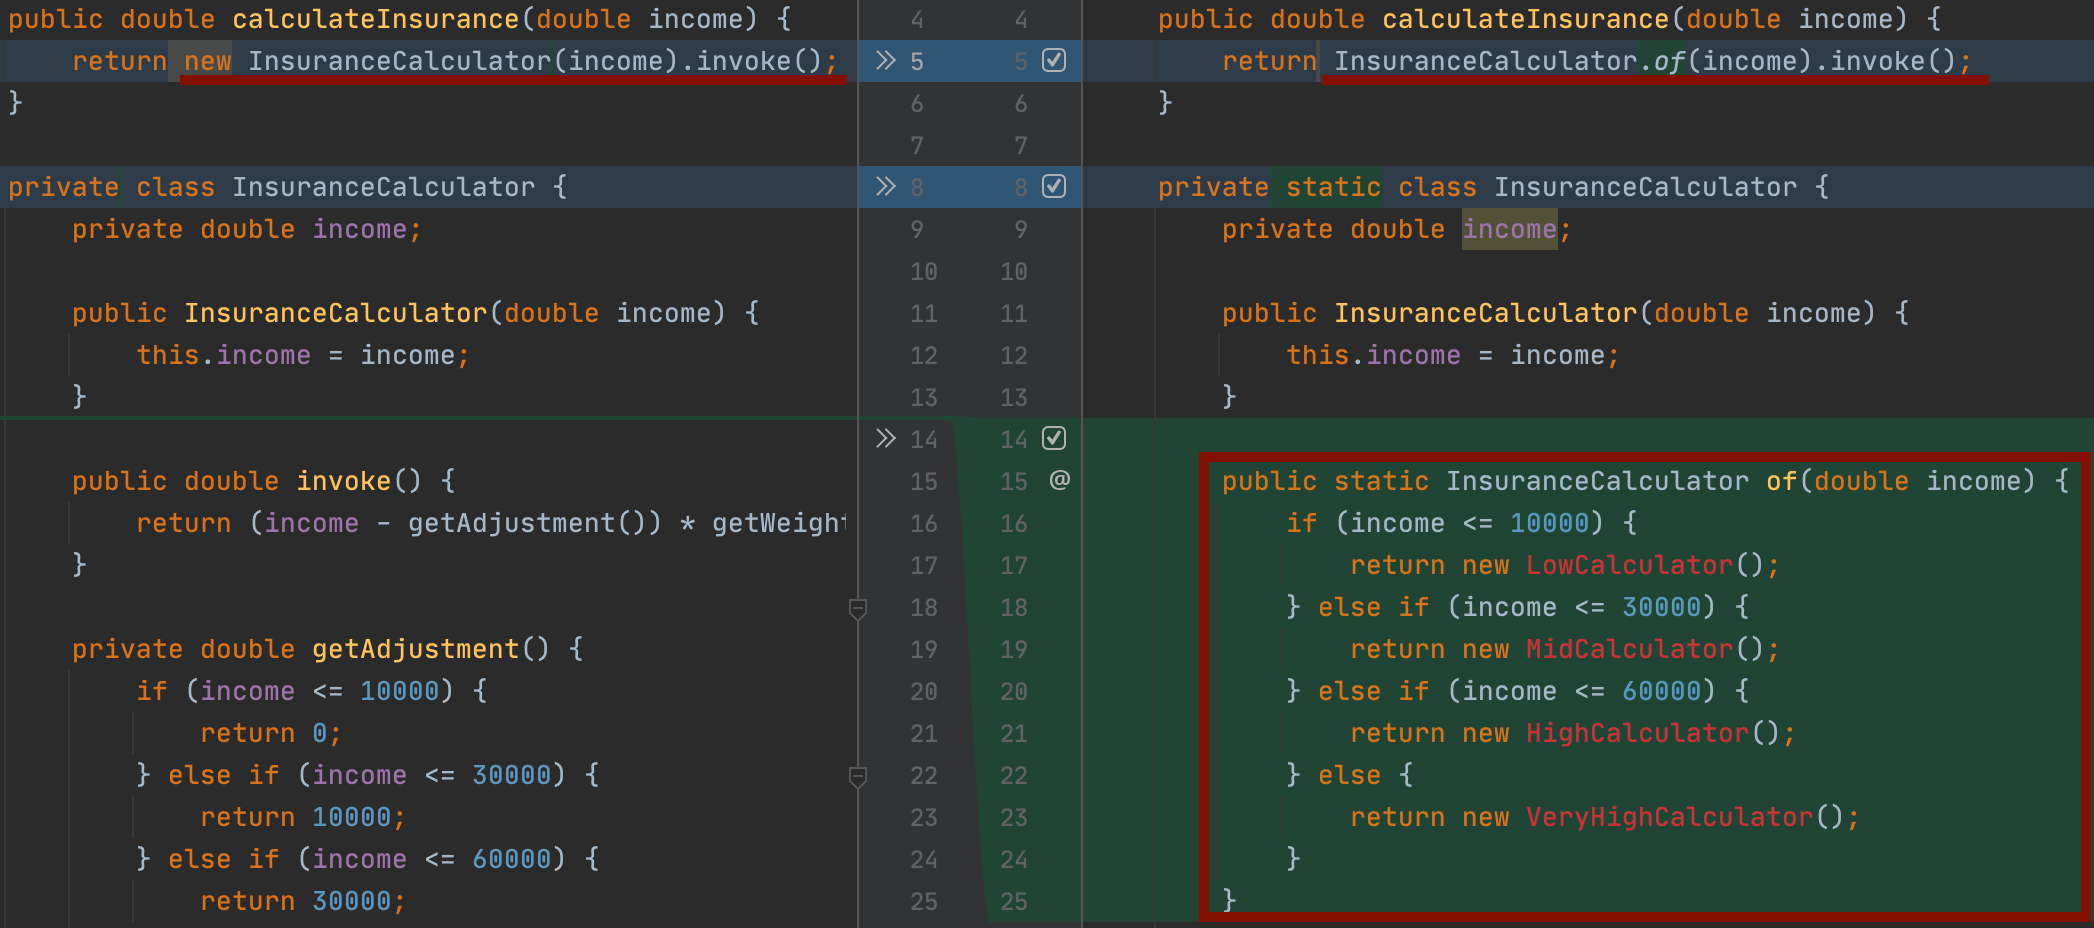 public double calculateInsurance(double income) {
    return new InsuranceCalculator(income).invoke();
}

private class InsuranceCalculator {
    private double income;

    public InsuranceCalculator(double income) {
        this.income = income;
    }

    public double invoke() {
        return (income - getAdjustment()) * getWeight
    }

    private double getAdjustment() {
        if (income <= 10000) {
            return 0;
        } else if (income <= 30000) {
            return 10000;
        } else if (income <= 60000) {
            return 30000;
4 4
>> 5 5
6 6
7 7
>> 8 8
9 9
10 10
11 11
12 12
13 13
>> 14 14
15 15 @
16 16
17 17
18 18
19 19
20 20
21 21
22 22
23 23
24 24
25 25
public double calculateInsurance(double income) {
    return InsuranceCalculator.of(income).invoke();
}

private static class InsuranceCalculator {
    private double income;

    public InsuranceCalculator(double income) {
        this.income = income;
    }

    public static InsuranceCalculator of(double income) {
        if (income <= 10000) {
            return new LowCalculator();
        } else if (income <= 30000) {
            return new MidCalculator();
        } else if (income <= 60000) {
            return new HighCalculator();
        } else {
            return new VeryHighCalculator();
        }
    }